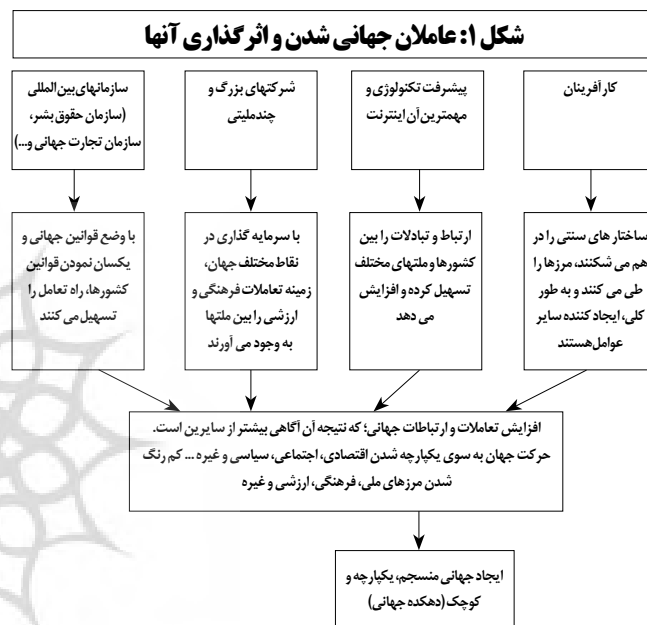 شکل ۱: عاملان جهانی شدن و اثرگذاری آنها
کارآفرینان
پیشرفت تکنولوژی و
مهمترین آن اینترنت
شرکتهای بزرگ و
چندملیتی
سازمانهای بین المللی
(سازمان حقوق بشر،
سازمان تجارت جهانی و...)
ساختار های سنتی را در
هم می شکنند، مرزها را
طی می کنند و به طور
کلی، ایجاد کننده سایر
عوامل هستند
ارتباط و تبادلات را بین
کشورها و ملتهای مختلف
تسهیل کرده و افزایش
می دهد
با سرمایه گذاری در
نقاط مختلف جهان،
زمینه تعاملات فرهنگی و
ارزشی را بین ملتها
به وجود می آورند
با وضع قوانین جهانی و
یکسان نمودن قوانین
کشورها، راه تعامل را
تسهیل می کنند
افزایش تعاملات و ارتباطات جهانی؛ که نتیجه آن آگاهی بیشتر از سایرین است.
حرکت جهان به سوی یکپارچه شدن اقتصادی، اجتماعی، سیاسی و غیره ... کم رنگ
شدن مرزهای ملی، فرهنگی، ارزشی و غیره
ایجاد جهانی منسجم، یکپارچه و
کوچک (دهکده جهانی)